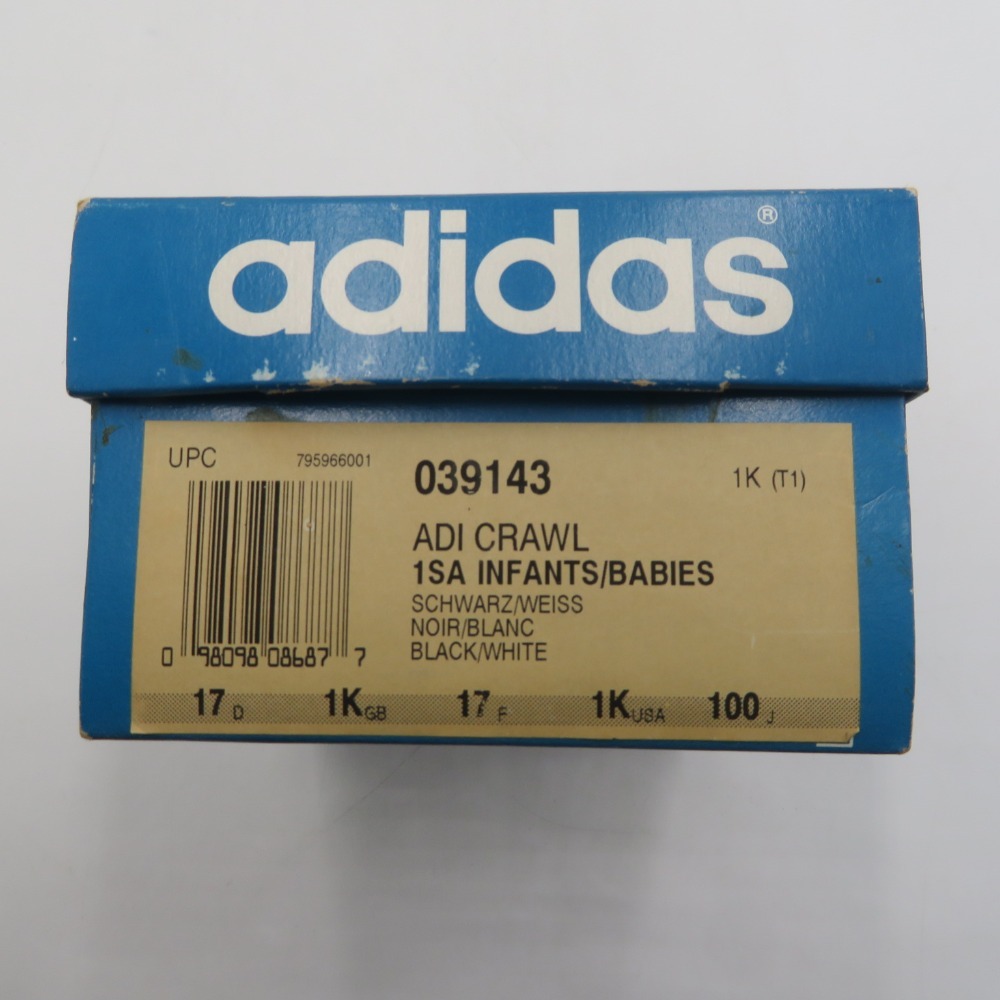 adidas®
UPC 795966001
039143
1K (T1)
ADI CRAWL
1SA INFANTS/BABIES
SCHWARZ/WEISS
NOIR/BLANC
BLACK/WHITE
0 98098 08687 7
17 D 1K GB 17 F 1K USA 100 J